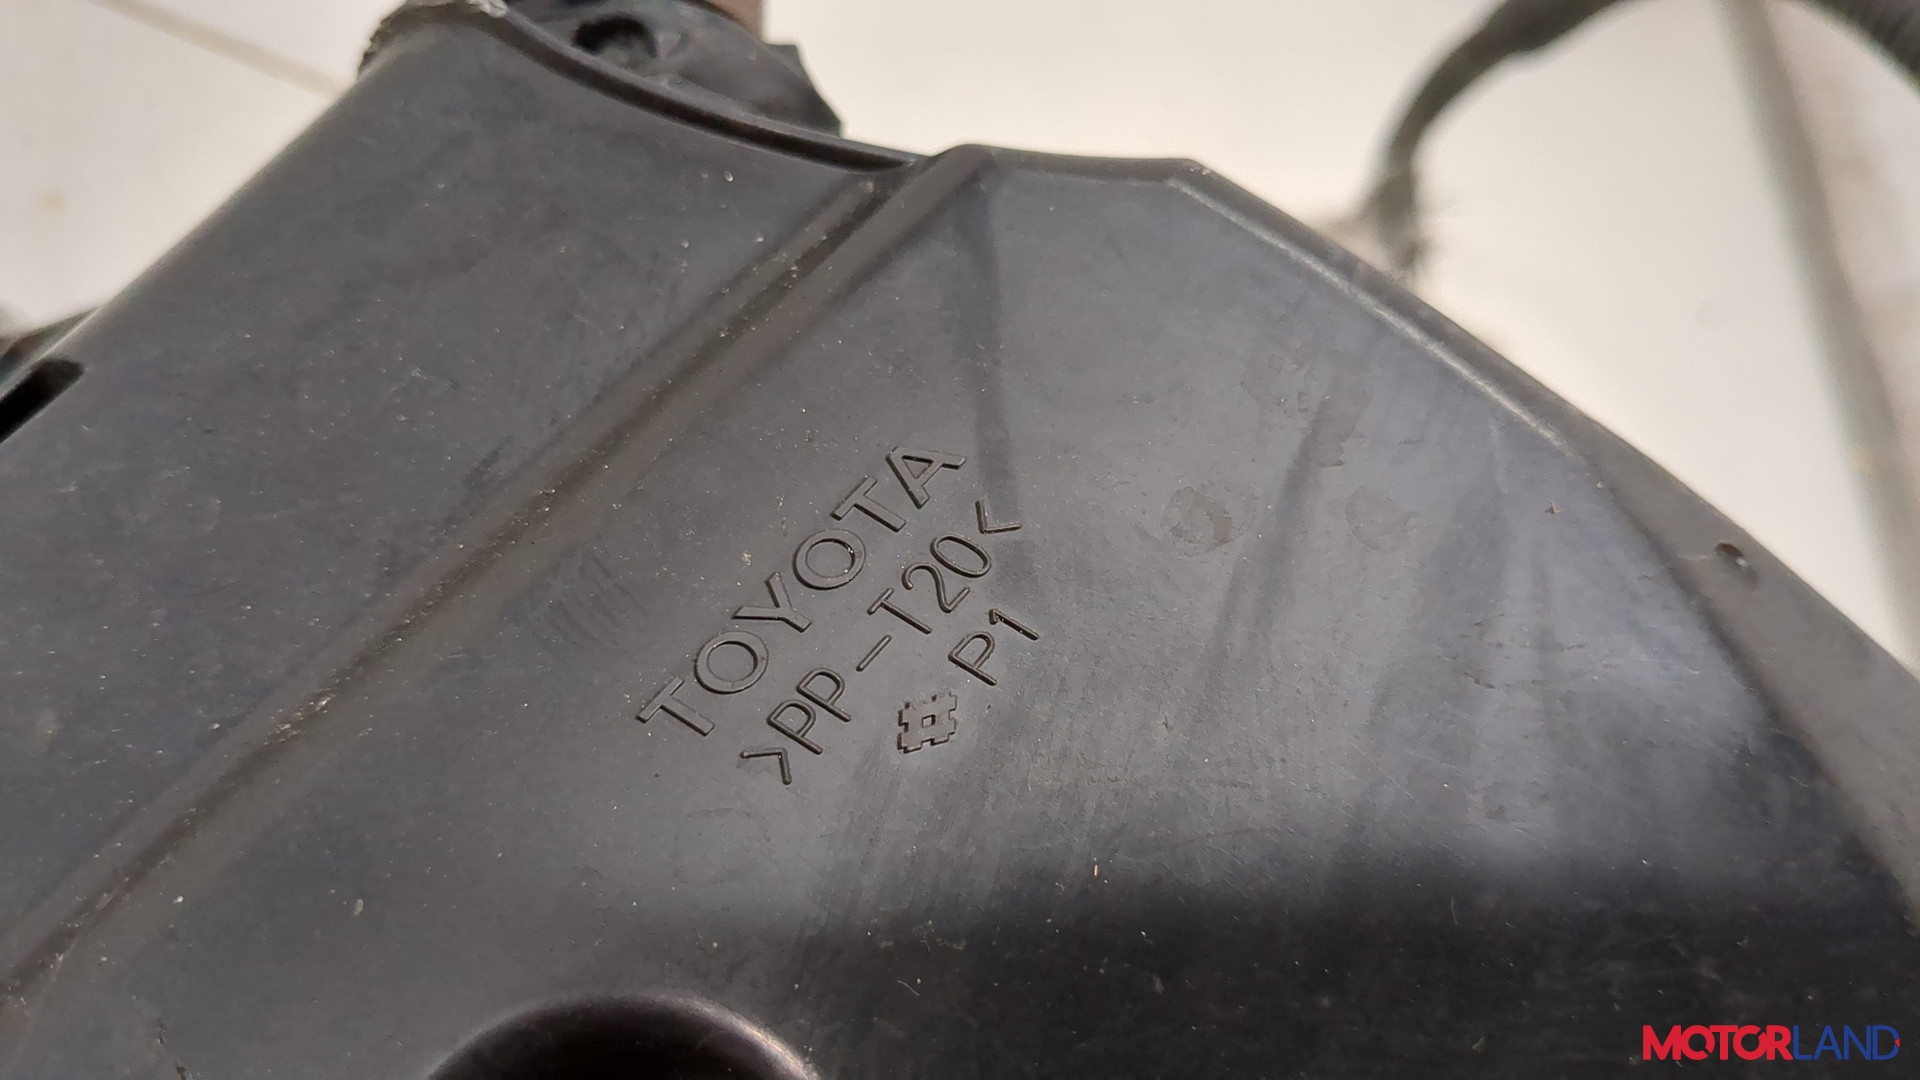 TOYOTA
>PP-T20<
P1
MOTORLAND